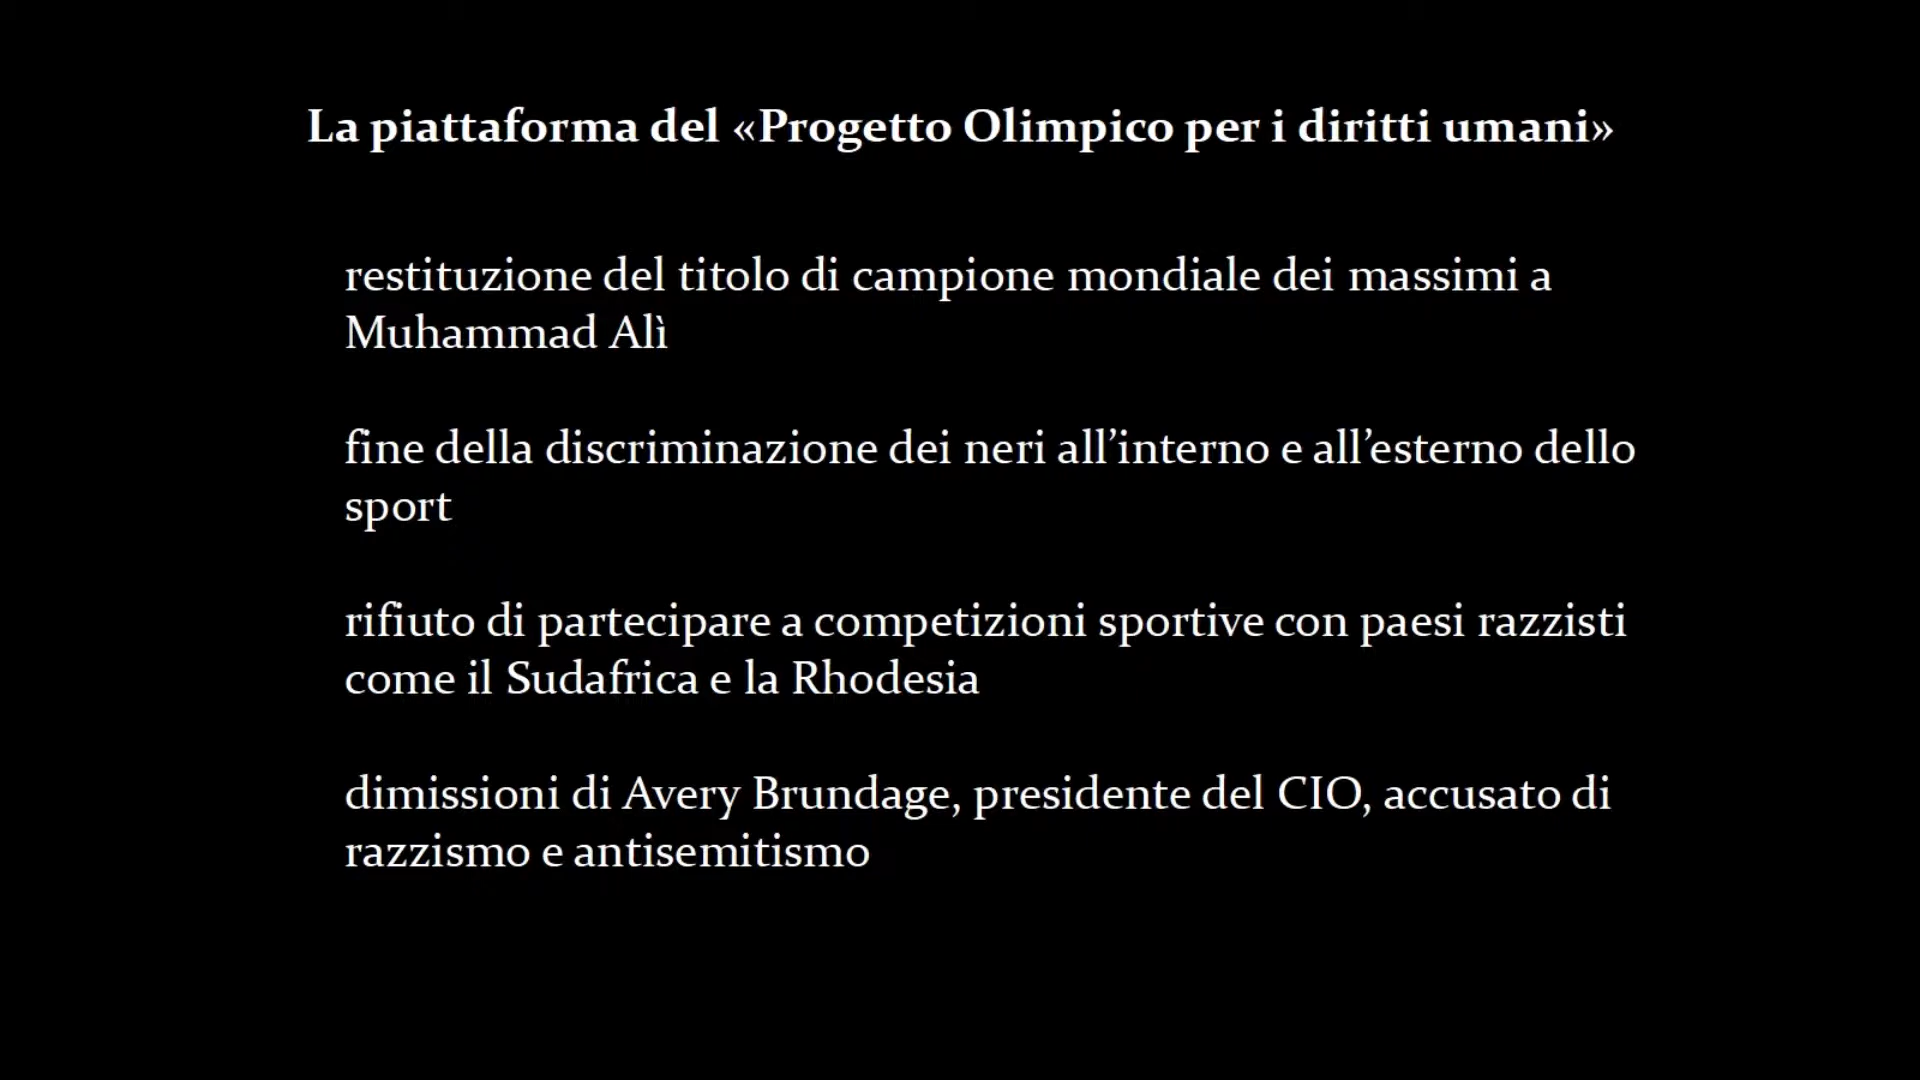 La piattaforma del «Progetto Olimpico per i diritti umani»
restituzione del titolo di campione mondiale dei massimi a
Muhammad Alì
fine della discriminazione dei neri all’interno e all’esterno dello
sport
rifiuto di partecipare a competizioni sportive con paesi razzisti
come il Sudafrica e la Rhodesia
dimissioni di Avery Brundage, presidente del CIO, accusato di
razzismo e antisemitismo